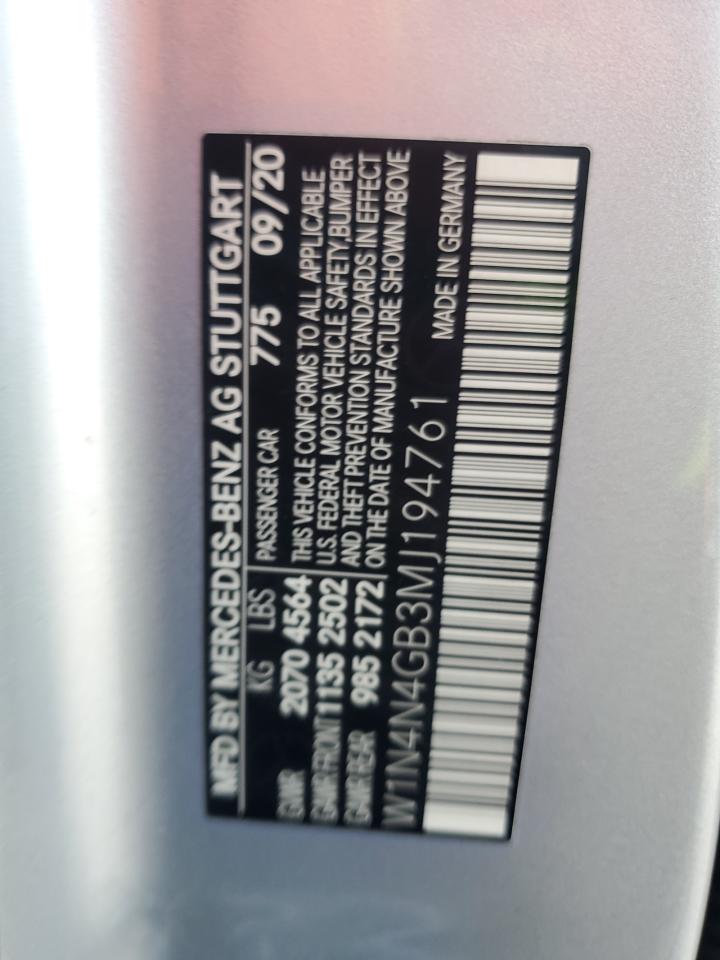 MFD BY MERCEDES-BENZ AG STUTTGART
KG LBS PASSENGER CAR 775 09/20
GVWR 2070 4564
GAWR FRONT 1135 2502
GAWR REAR 985 2172
THIS VEHICLE CONFORMS TO ALL APPLICABLE
U.S. FEDERAL MOTOR VEHICLE SAFETY,BUMPER
AND THEFT PREVENTION STANDARDS IN EFFECT
ON THE DATE OF MANUFACTURE SHOWN ABOVE
W1N4N4GB3MJ194761 MADE IN GERMANY